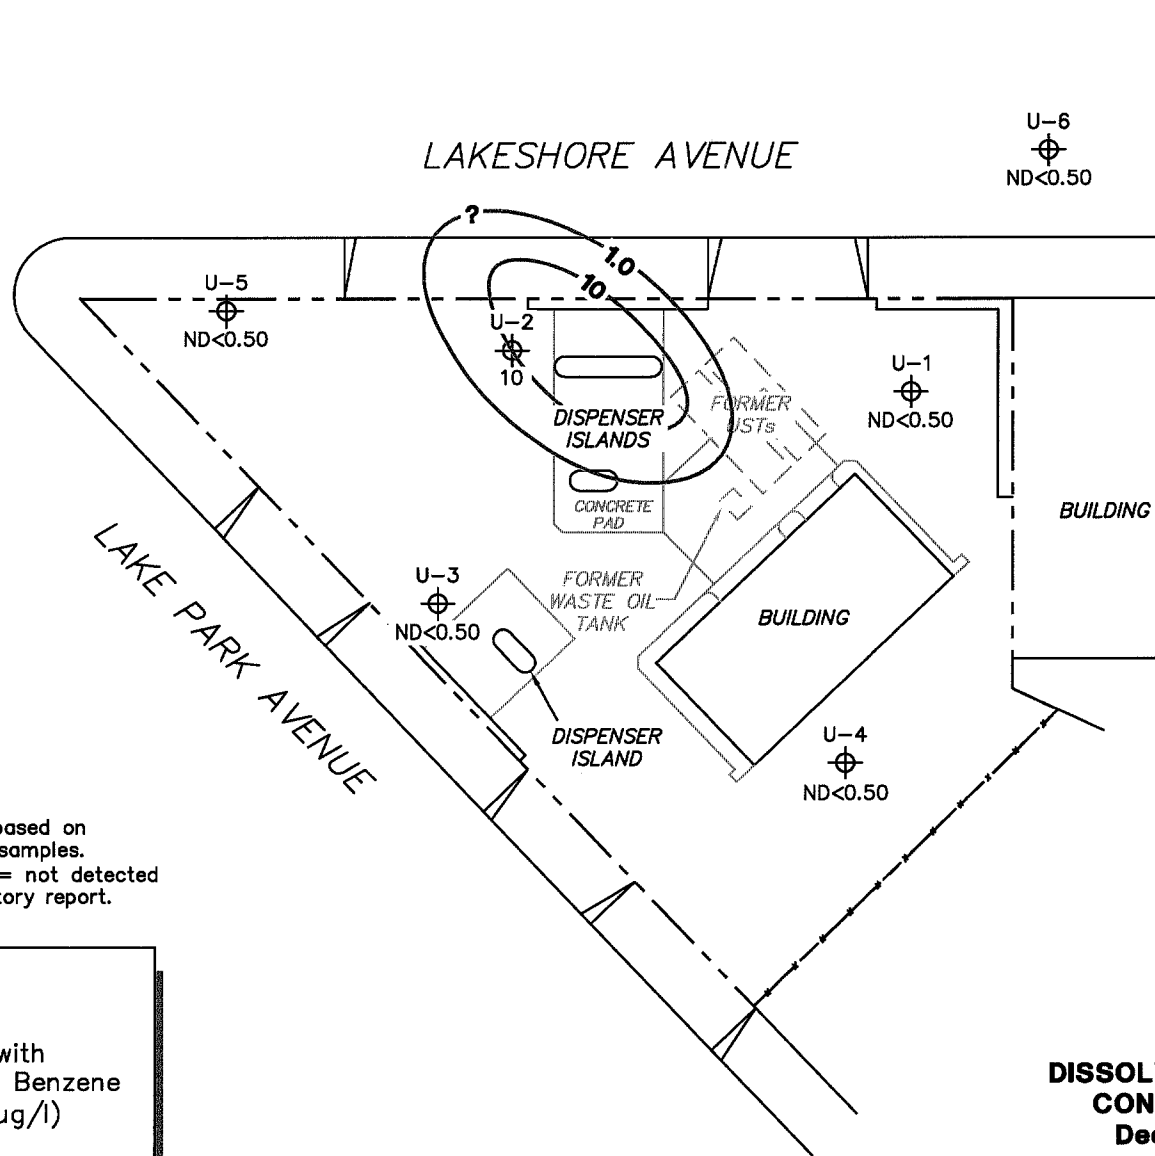 U-6
LAKESHORE AVENUE
ND<0.50
?
1.0
U-5
10
U-2
ND<0.50
U-1
10
FORMER
USTs
DISPENSER
ISLANDS
ND<0.50
CONCRETE
PAD
BUILDING
LAKE PARK AVENUE
U-3
FORMER
WASTE OIL
TANK
ND<0.50
BUILDING
DISPENSER
ISLAND
U-4
ND<0.50
based on
samples.
= not detected
tory report.
with
Benzene
ug/l)
DISSOL
CON
Dec